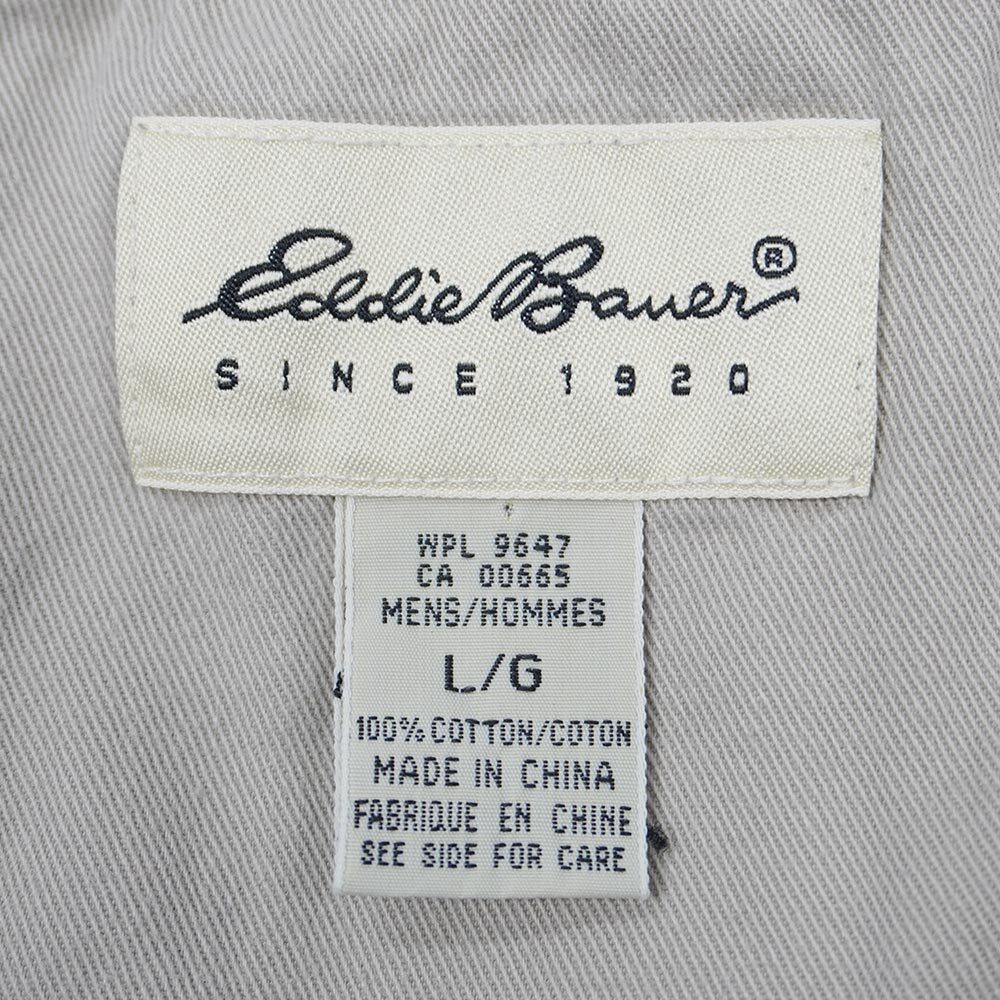 Eddie Bauer®
SINCE 1920
WPL 9647
CA 00665
MENS/HOMMES
L/G
100% COTTON/COTON
MADE IN CHINA
FABRIQUE EN CHINE
SEE SIDE FOR CARE